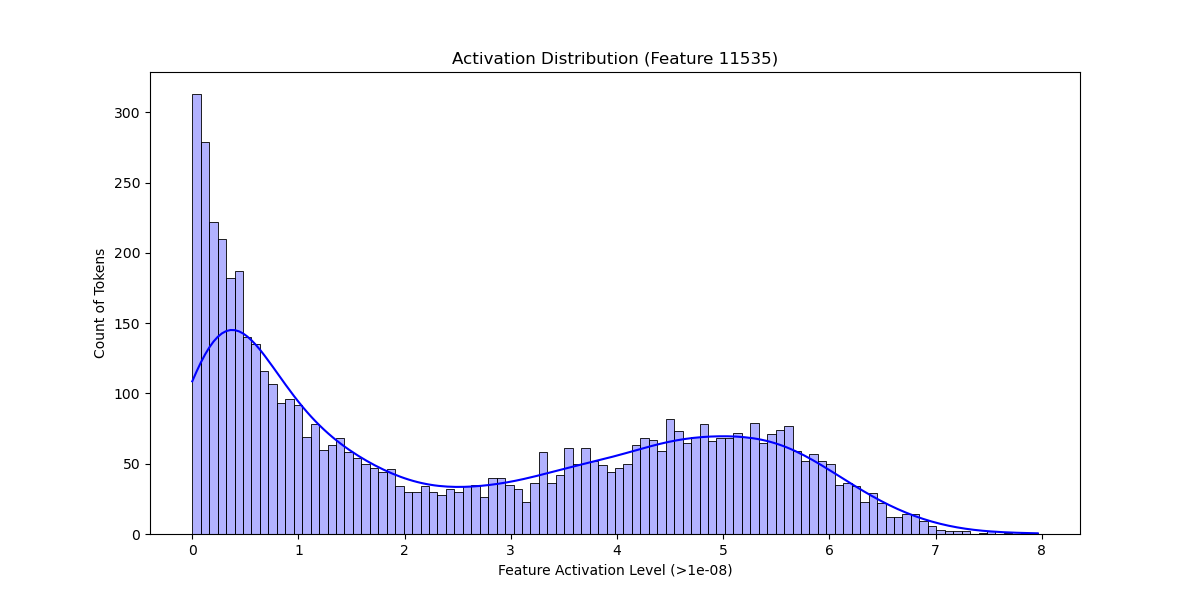 Activation Distribution (Feature 11535)
300
250
200
150
100
50
0
Count of Tokens
0 1 2 3 4 5 6 7 8
Feature Activation Level (>1e-08)